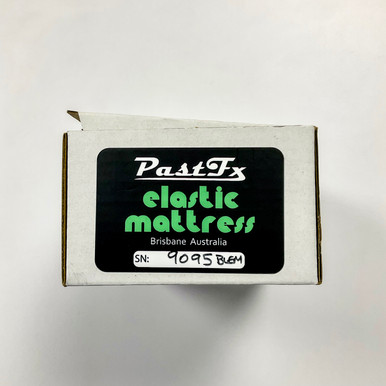 PastFx
elastic
mattress
Brisbane Australia
SN: 9095 BLEM